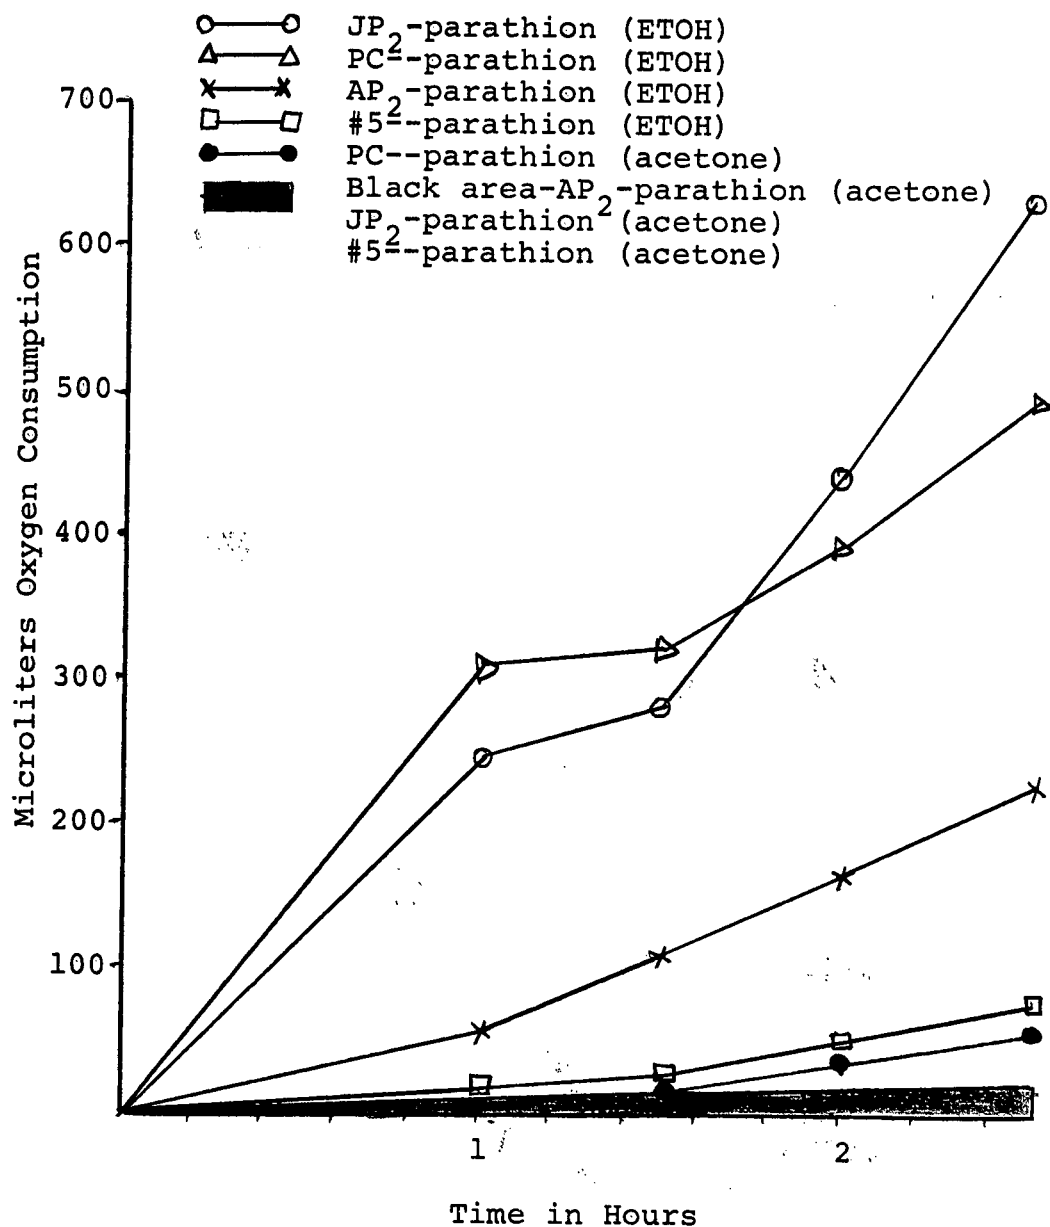 JP2-parathion (ETOH)
PC2--parathion (ETOH)
AP2-parathion (ETOH)
#52--parathion (ETOH)
PC--parathion (acetone)
Black area-AP2-parathion (acetone)
JP2-parathion2(acetone)
#52--parathion (acetone)
700
600
500
400
300
200
100
Microliters Oxygen Consumption
1
2
Time in Hours